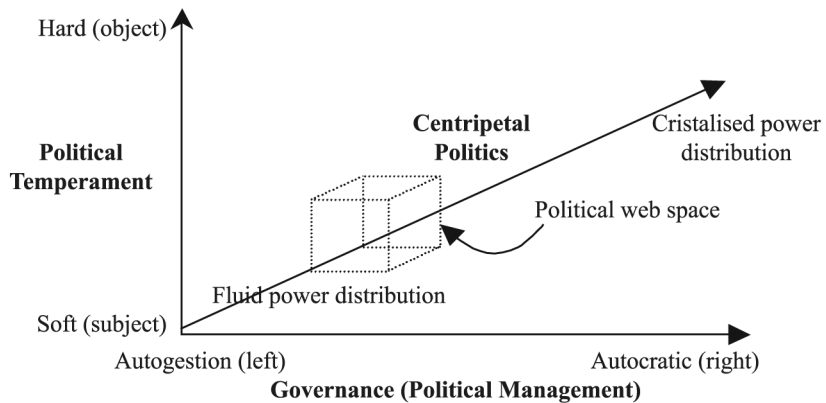 Hard (object)
Political
Temperament
Centripetal
Politics
Cristalised power
distribution
Political web space
Fluid power distribution
Soft (subject)
Autogestion (left)
Autocratic (right)
Governance (Political Management)